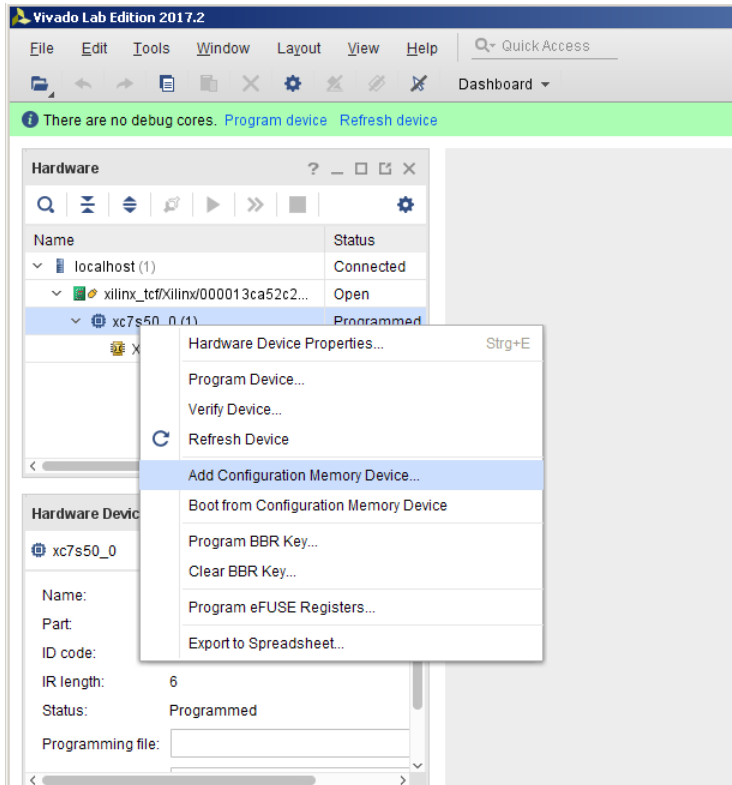 Vivado Lab Edition 2017.2
File Edit Tools Window Layout View Help Quick Access
Dashboard
There are no debug cores. Program device Refresh device
Hardware
Name Status
localhost (1) Connected
xilinx_tcf/Xilinx/000013ca52c2... Open
xc7s50_0 (1) Programmed
X
Hardware Device Properties... Strg+E
Program Device...
Verify Device...
Refresh Device
Add Configuration Memory Device...
Boot from Configuration Memory Device
Program BBR Key...
Clear BBR Key...
Program eFUSE Registers...
Export to Spreadsheet...
Hardware Devic
xc7s50_0
Name:
Part:
ID code:
IR length: 6
Status: Programmed
Programming file: